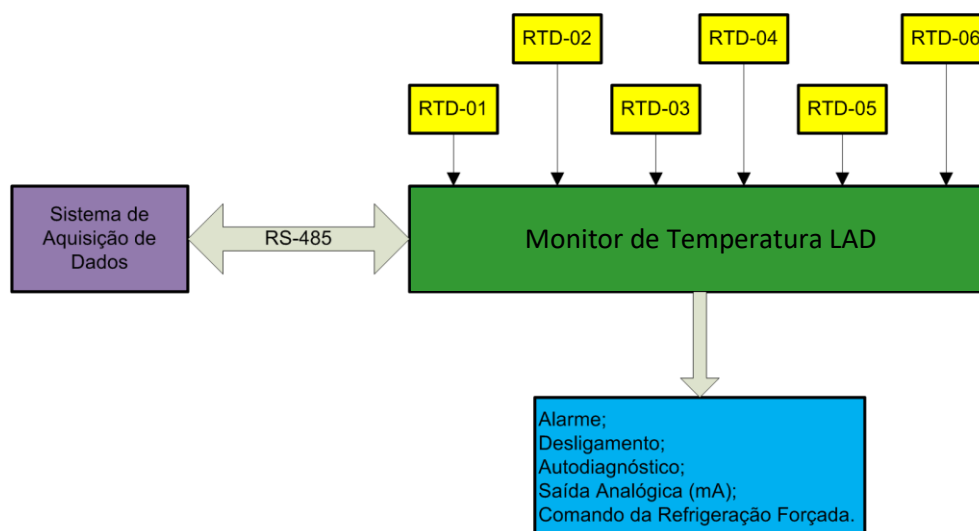 RTD-02
RTD-04
RTD-06
RTD-01
RTD-03
RTD-05
Sistema de
Aquisição de
Dados
RS-485
Monitor de Temperatura LAD
Alarme;
Desligamento;
Autodiagnóstico;
Saída Analógica (mA);
Comando da Refrigeração Forçada.